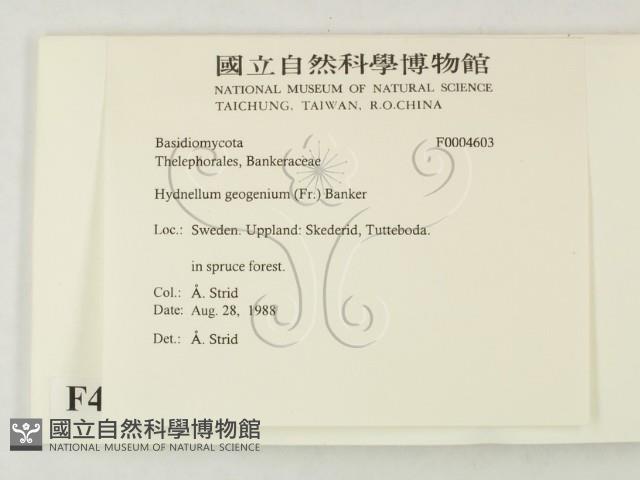 國立自然科學博物館
NATIONAL MUSEUM OF NATURAL SCIENCE
TAICHUNG, TAIWAN, R.O.CHINA
Basidiomycota F0004603
Thelephorales, Bankeraceae
Hydnellum geogenium (Fr.) Banker
Loc.: Sweden. Uppland: Skederid, Tutteboda.
in spruce forest.
Col.: Å. Strid
Date: Aug. 28, 1988
Det.: Å. Strid
F4
國立自然科學博物館
NATIONAL MUSEUM OF NATURAL SCIENCE